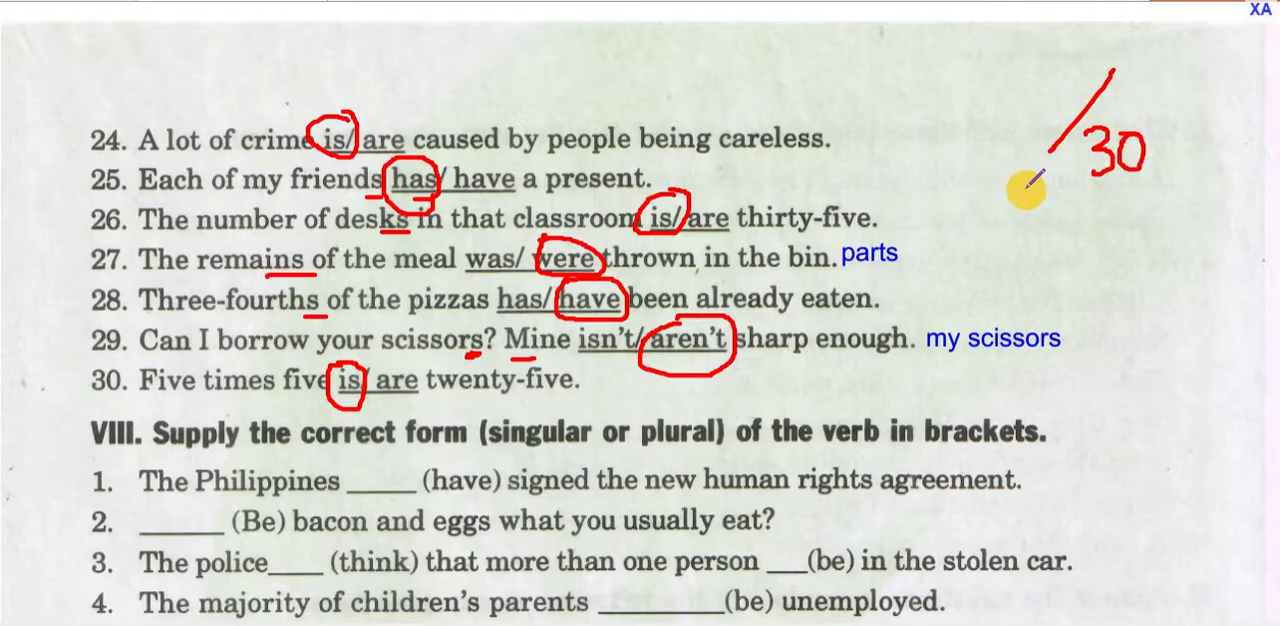 XA
/30
24. A lot of crime is/ are caused by people being careless.
25. Each of my friends has/ have a present.
26. The number of desks in that classroom is/ are thirty-five.
27. The remains of the meal was/ were thrown in the bin. parts
28. Three-fourths of the pizzas has/ have been already eaten.
29. Can I borrow your scissors? Mine isn't/ aren't sharp enough. my scissors
30. Five times five is/ are twenty-five.
VIII. Supply the correct form (singular or plural) of the verb in brackets.
1. The Philippines _____ (have) signed the new human rights agreement.
2. ______ (Be) bacon and eggs what you usually eat?
3. The police____ (think) that more than one person ___(be) in the stolen car.
4. The majority of children's parents _________ (be) unemployed.